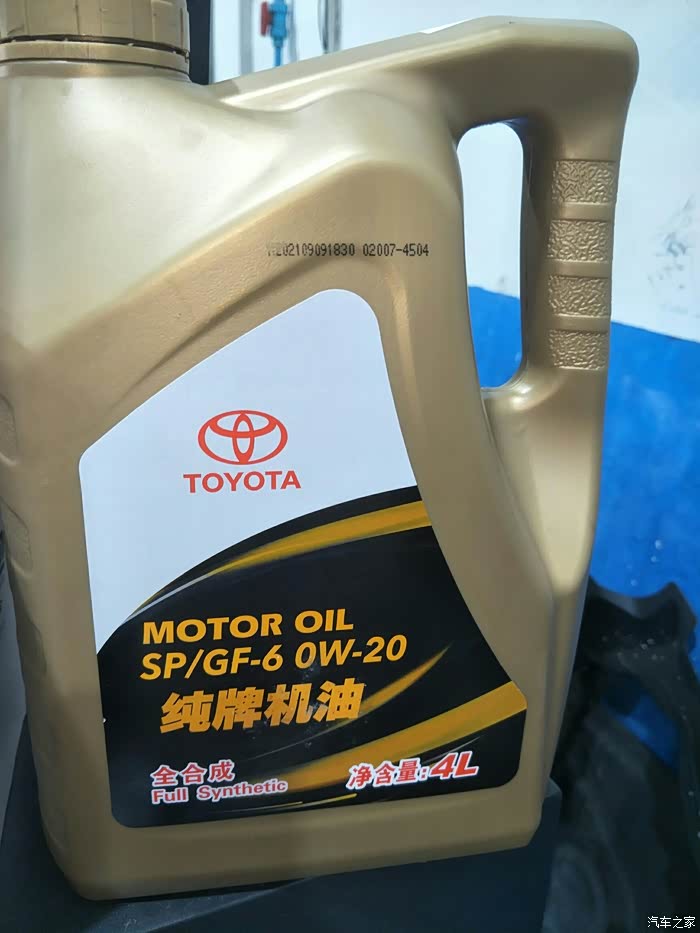 202109091830 02007-4504
TOYOTA
MOTOR OIL
SP/GF-6 0W-20
纯牌机油
全合成
Full Synthetic
净含量:4L
汽车之家